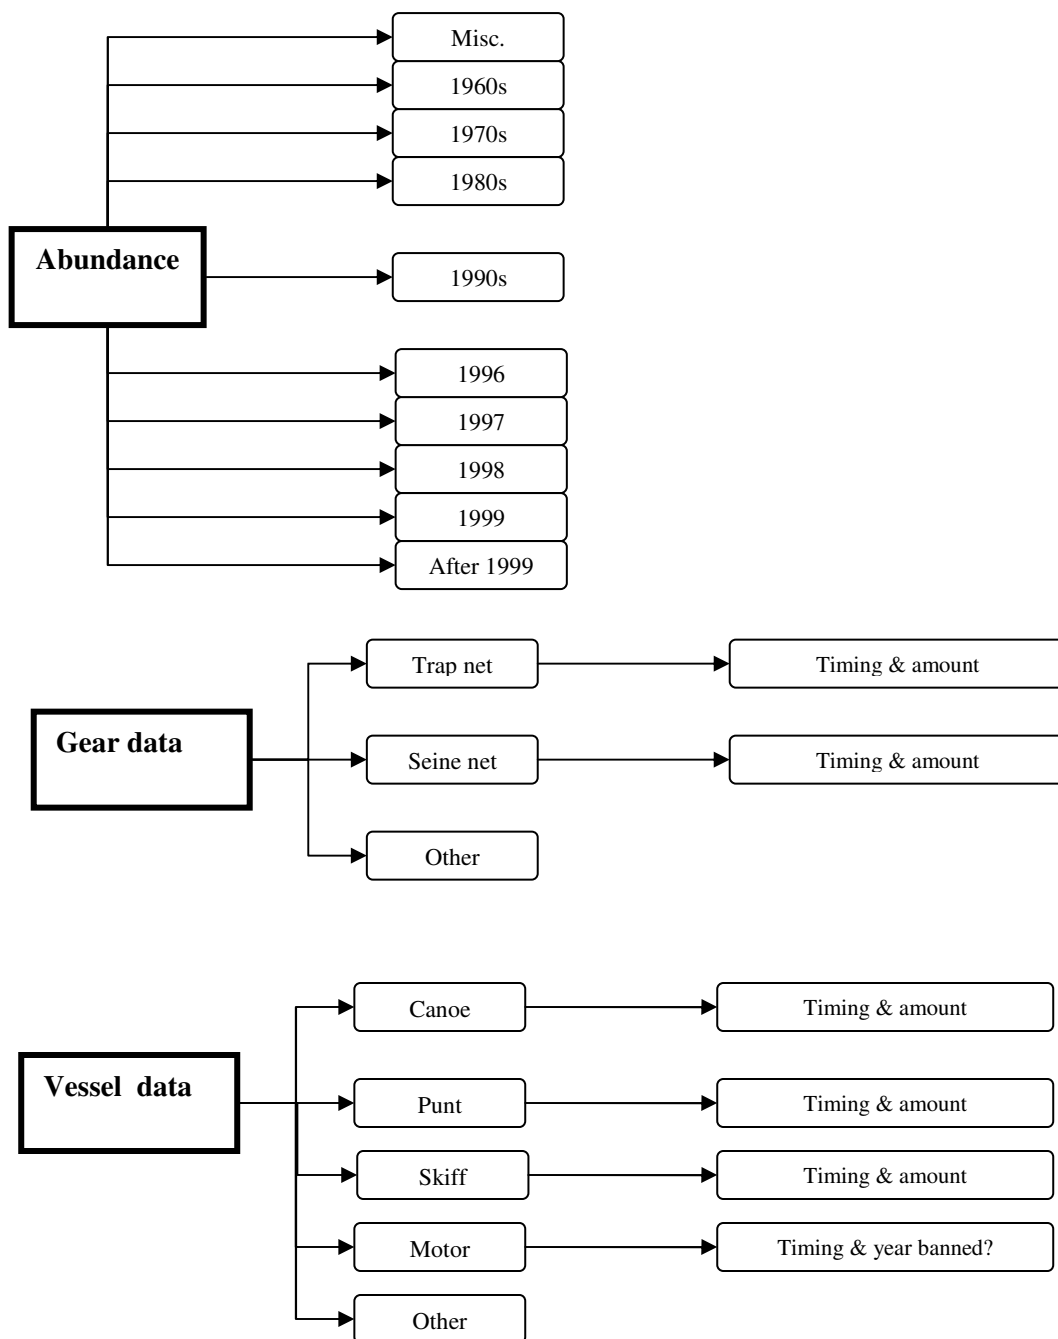 Misc.
1960s
1970s
1980s
Abundance
1990s
1996
1997
1998
1999
After 1999
Trap net
Timing & amount
Gear data
Seine net
Timing & amount
Other
Canoe
Timing & amount
Vessel data
Punt
Timing & amount
Skiff
Timing & amount
Motor
Timing & year banned?
Other